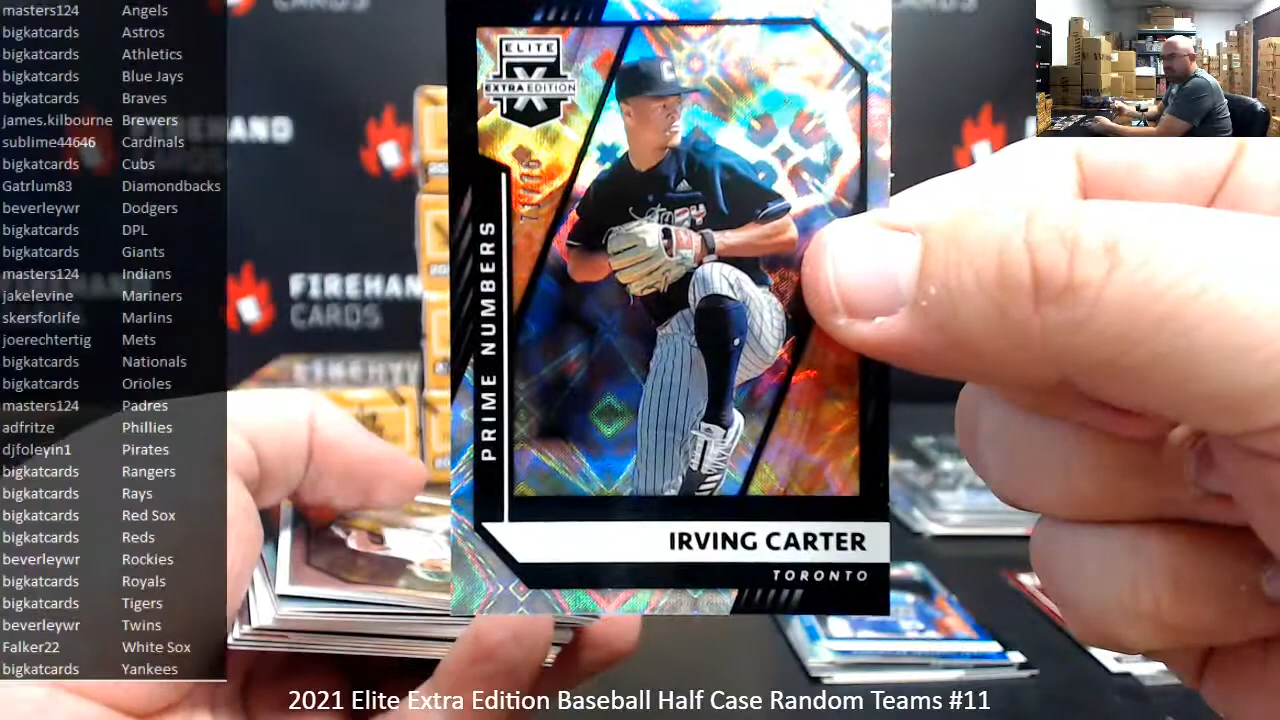 masters124 Angels
bigkatcards Astros
bigkatcards Athletics
bigkatcards Blue Jays
bigkatcards Braves
james.kilbourne Brewers
sublime44646 Cardinals
bigkatcards Cubs
Gatrlum83 Diamondbacks
beverleywr Dodgers
bigkatcards DPL
bigkatcards Giants
masters124 Indians
jakelevine Mariners
skersforlife Marlins
joerechtertig Mets
bigkatcards Nationals
bigkatcards Orioles
masters124 Padres
adfritze Phillies
djfoleyin1 Pirates
bigkatcards Rangers
bigkatcards Rays
bigkatcards Red Sox
bigkatcards Reds
beverleywr Rockies
bigkatcards Royals
bigkatcards Tigers
beverleywr Twins
Falker22 White Sox
bigkatcards Yankees
FIREHAN
CARDS
ELITE
X
EXTRA EDITION
PRIME NUMBERS
IRVING CARTER
TORONTO
2021 Elite Extra Edition Baseball Half Case Random Teams #11